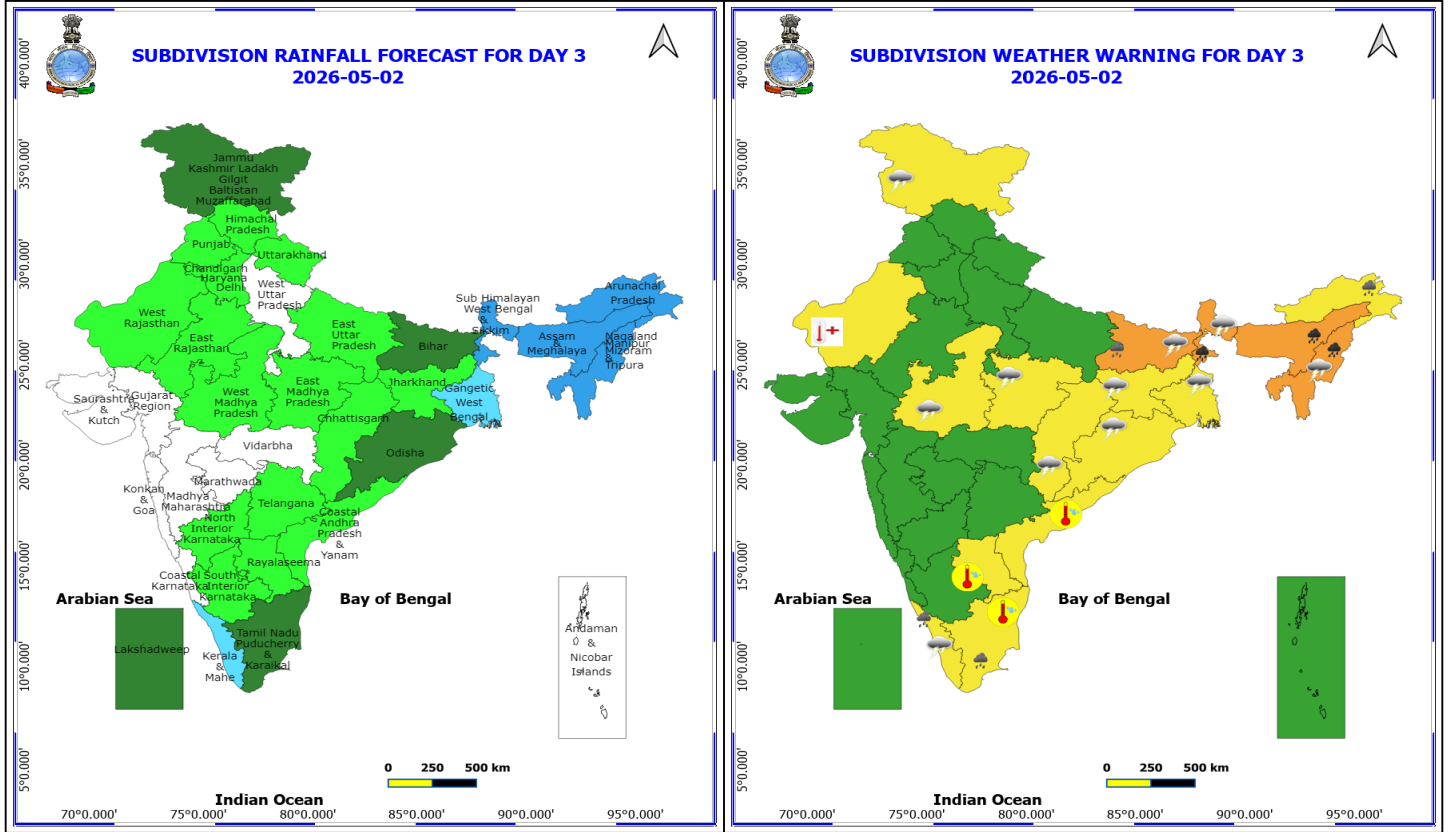 SUBDIVISION RAINFALL FORECAST FOR DAY 3
2026-05-02
40°0.000'
35°0.000'
30°0.000'
25°0.000'
20°0.000'
15°0.000'
10°0.000'
5°0.000'
Jammu
Kashmir Ladakh
Gilgit
Baltistan
Muzaffarabad
Himachal
Pradesh
Punjab
Uttarakhand
Chandigarh
Haryana
Delhi
West
Uttar
Pradesh
West
Rajasthan
East
Rajasthan
East
Uttar
Pradesh
Bihar
Sub Himalayan
West Bengal
&
Sikkim
Arunachal
Pradesh
Assam
&
Meghalaya
Nagaland
Manipur
Mizoram
&
Tripura
Saurashtra
&
Kutch
Gujarat
Region
West
Madhya
Pradesh
East
Madhya
Pradesh
Jharkhand
Gangetic
West
Bengal
Chhattisgarh
Odisha
Vidarbha
Marathwada
Konkan
&
Goa
Madhya
Maharashtra
North
Interior
Karnataka
Telangana
Coastal
Andhra
Pradesh
&
Yanam
Rayalaseema
Coastal
Karnataka
South
Interior
Karnataka
Arabian Sea
Bay of Bengal
Lakshadweep
Kerala
&
Mahe
Tamil Nadu
Puducherry
&
Karaikal
Andaman
&
Nicobar
Islands
0 250 500 km
Indian Ocean
70°0.000' 75°0.000' 80°0.000' 85°0.000' 90°0.000' 95°0.000'
SUBDIVISION WEATHER WARNING FOR DAY 3
2026-05-02
40°0.000'
35°0.000'
30°0.000'
25°0.000'
20°0.000'
15°0.000'
10°0.000'
5°0.000'
Arabian Sea
Bay of Bengal
0 250 500 km
Indian Ocean
70°0.000' 75°0.000' 80°0.000' 85°0.000' 90°0.000' 95°0.000'